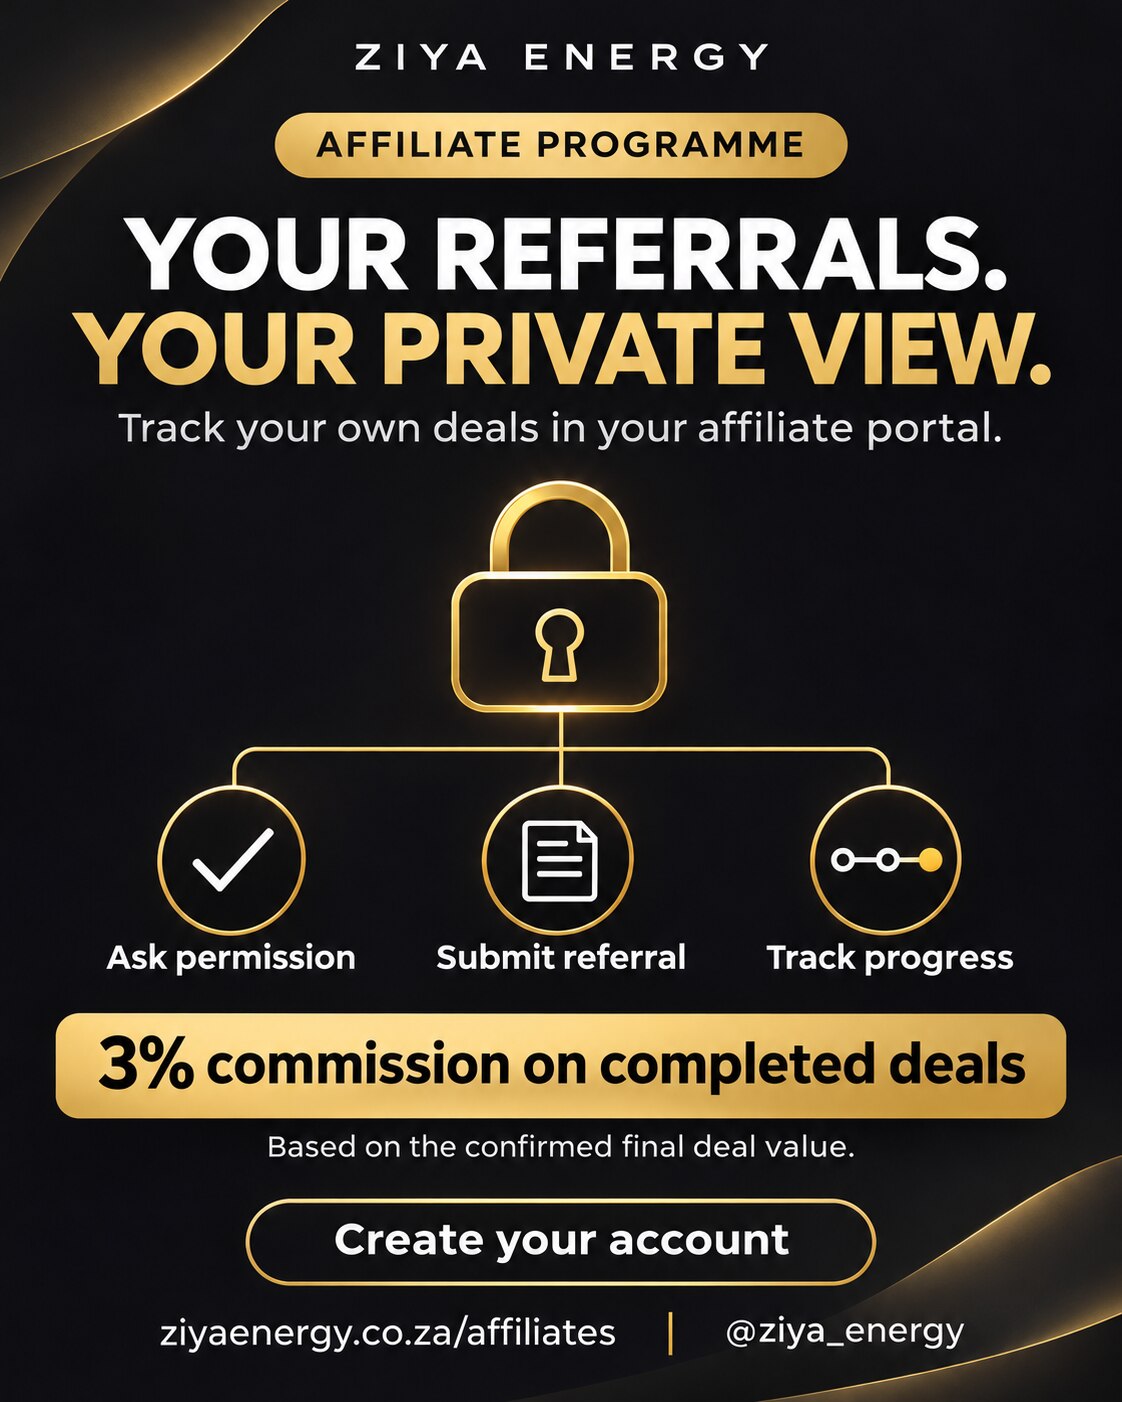 ZIYA ENERGY
AFFILIATE PROGRAMME
YOUR REFERRALS.
YOUR PRIVATE VIEW.
Track your own deals in your affiliate portal.
Ask permission
Submit referral
Track progress
3% commission on completed deals
Based on the confirmed final deal value.
Create your account
ziyaenergy.co.za/affiliates | @ziya_energy